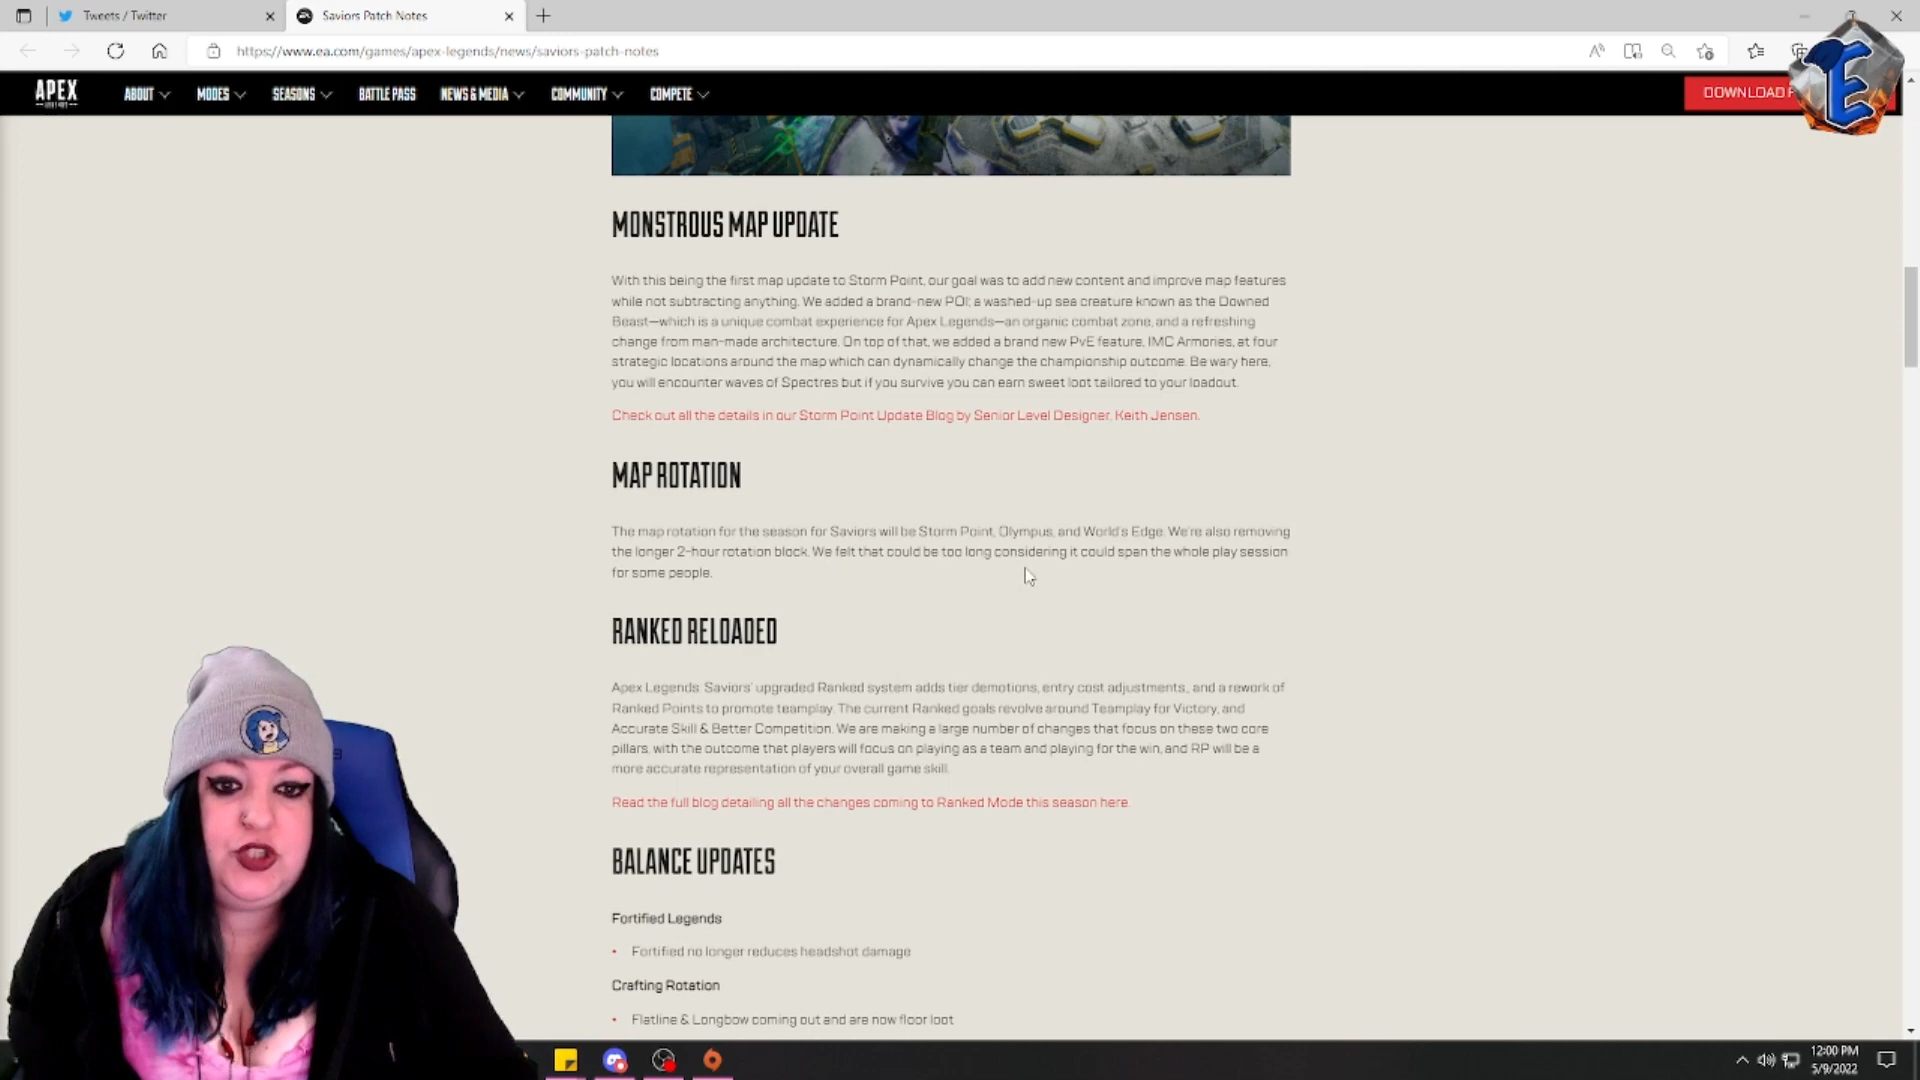 Tweets / Twitter
Saviors Patch Notes
https://www.ea.com/games/apex-legends/news/saviors-patch-notes
E
APEX
ABOUT MODES SEASONS BATTLE PASS NEWS & MEDIA COMMUNITY COMPETE
DOWNLOAD
MONSTROUS MAP UPDATE
With this being the first map update to Storm Point, our goal was to add new content and improve map features
while not subtracting anything. We added a brand-new POI; a washed-up sea creature known as the Downed
Beast—which is a unique combat experience for Apex Legends—an organic combat zone, and a refreshing
change from man-made architecture. On top of that, we added a brand new PvE feature, IMC Armories, at four
strategic locations around the map which can dynamically change the championship outcome. Be wary here,
you will encounter waves of Spectres but if you survive you can earn sweet loot tailored to your loadout.
Check out all the details in our Storm Point Update Blog by Senior Level Designer, Keith Jensen.
MAP ROTATION
The map rotation for the season for Saviors will be Storm Point, Olympus, and World's Edge. We're also removing
the longer 2-hour rotation block. We felt that could be too long considering it could span the whole play session
for some people.
RANKED RELOADED
Apex Legends: Saviors' upgraded Ranked system adds tier demotions, entry cost adjustments,, and a rework of
Ranked Points to promote teamplay. The current Ranked goals revolve around Teamplay for Victory, and
Accurate Skill & Better Competition. We are making a large number of changes that focus on these two core
pillars, with the outcome that players will focus on playing as a team and playing for the win, and RP will be a
more accurate representation of your overall game skill.
Read the full blog detailing all the changes coming to Ranked Mode this season here.
BALANCE UPDATES
Fortified Legends
• Fortified no longer reduces headshot damage
Crafting Rotation
• Flatline & Longbow coming out and are now floor loot
12:00 PM
5/9/2022